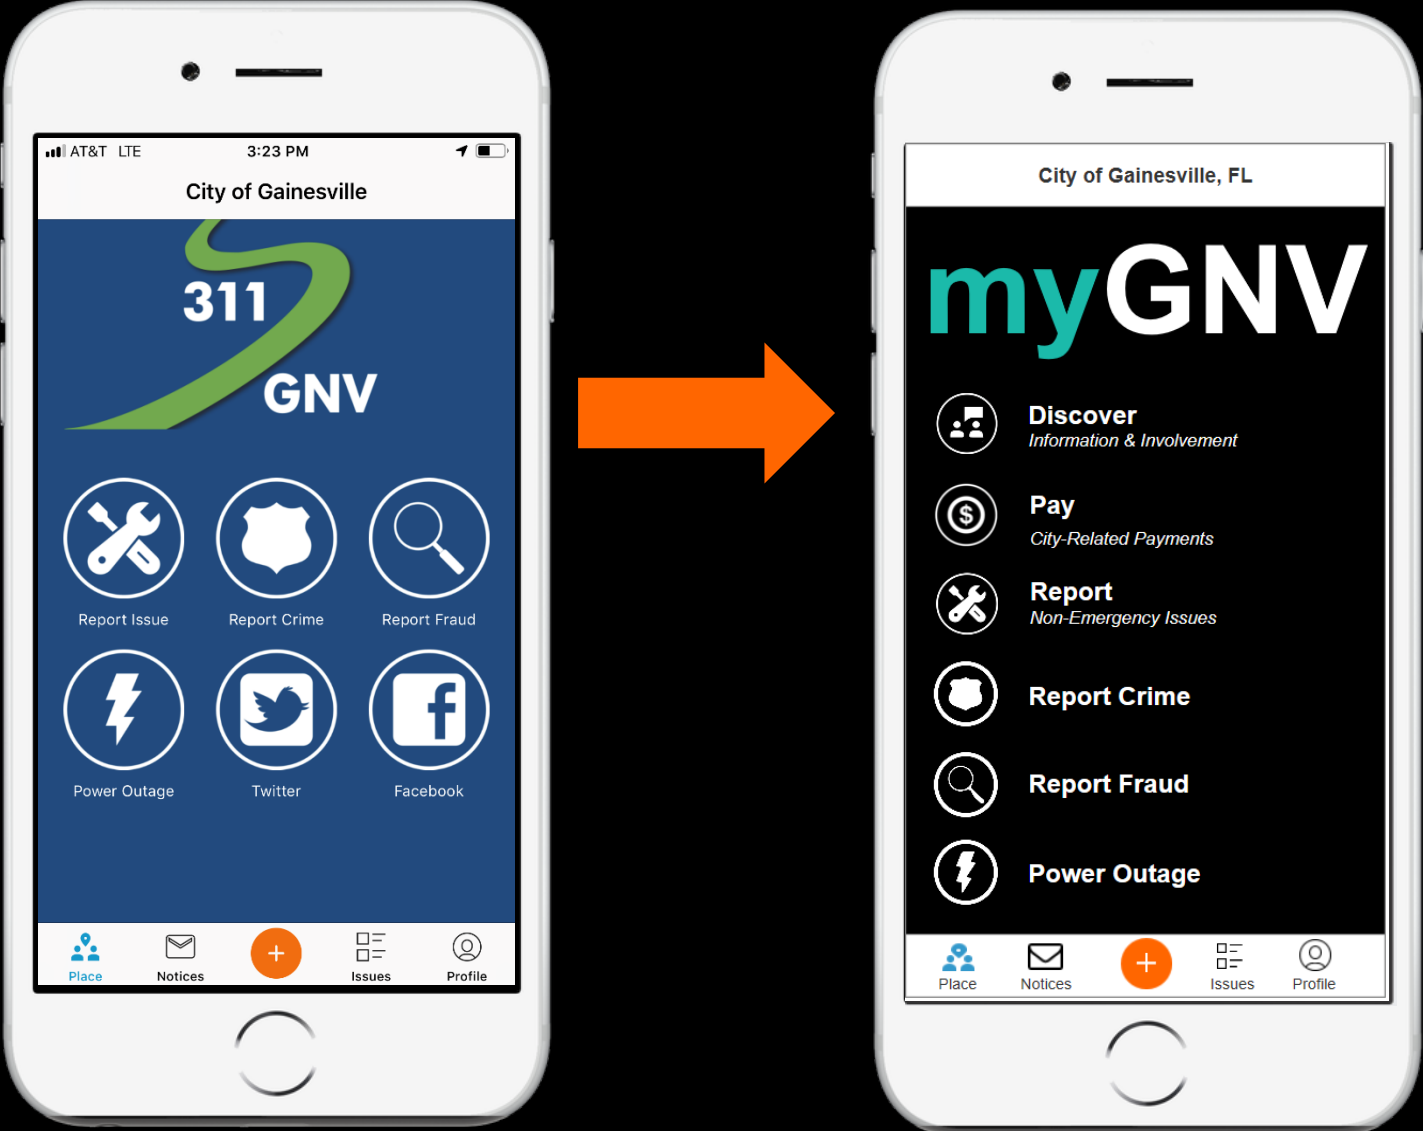 AT&T LTE 3:23 PM
City of Gainesville
311
GNV
Report Issue Report Crime Report Fraud
Power Outage Twitter Facebook
Place Notices Issues Profile
City of Gainesville, FL
myGNV
Discover
Information & Involvement
Pay
City-Related Payments
Report
Non-Emergency Issues
Report Crime
Report Fraud
Power Outage
Place Notices Issues Profile